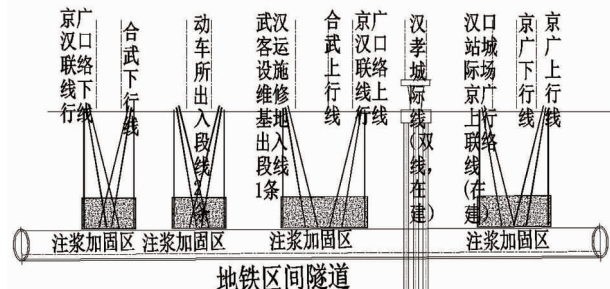 京广汉口联络线下行线
合武下行线
动车所出入段线2条
武汉客运设施维修基地出入段线1条
合武上行线
京广汉口联络线上行线
汉孝城际线(双线,在建)
汉口站城际场京广上行联络线(在建)
京广下行线
京广上行线
注浆加固区
注浆加固区
注浆加固区
注浆加固区
地铁区间隧道